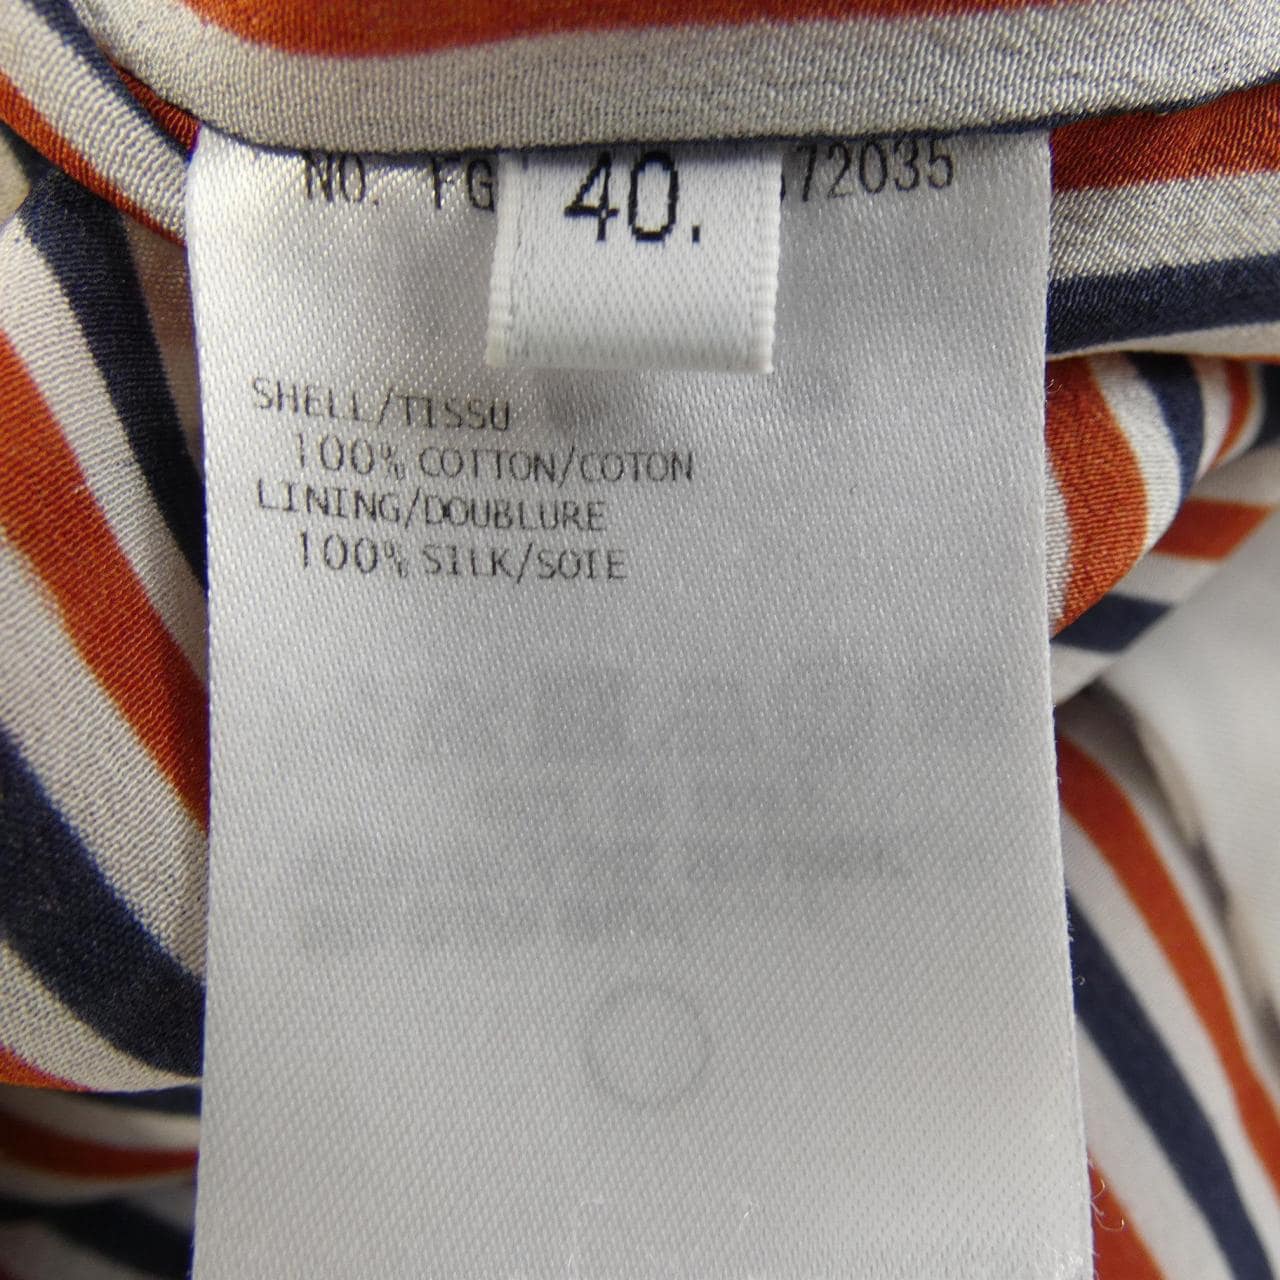 NO. FG 72035
40.
SHELL/TISSU
100% COTTON/COTON
LINING/DOUBLURE
100% SILK/SOIE